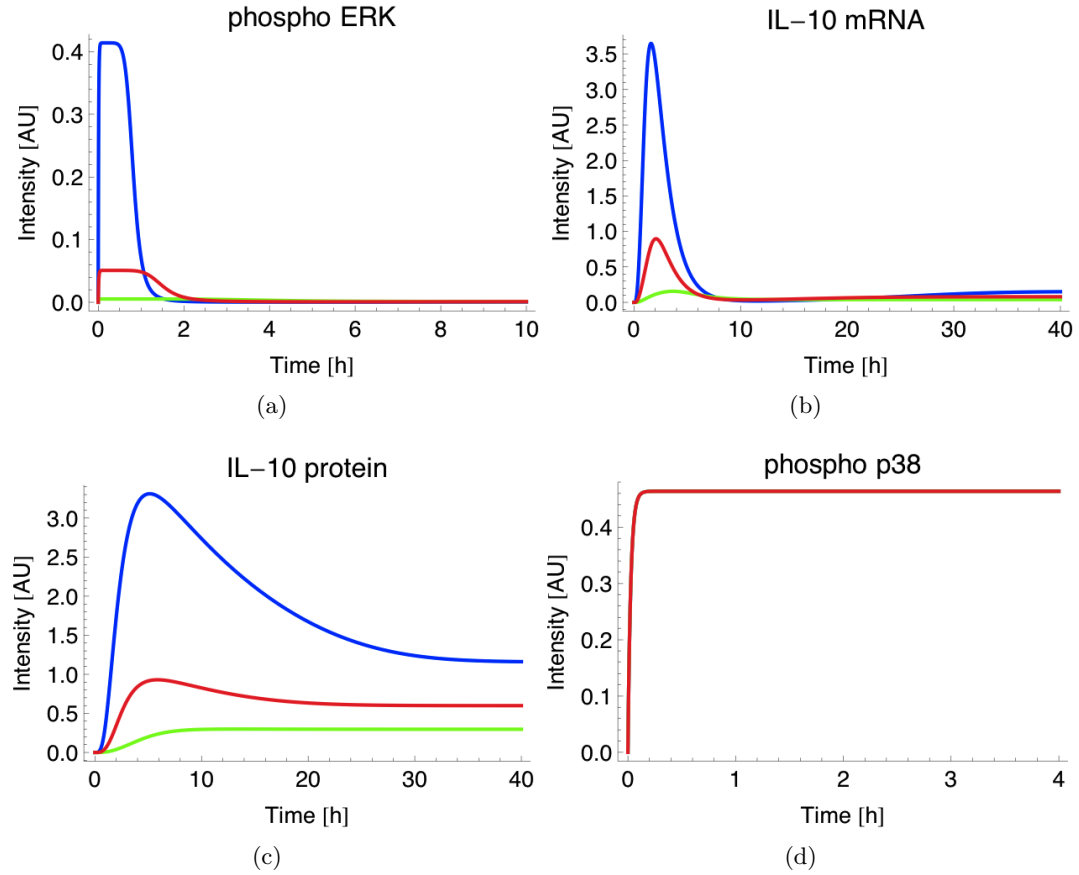 phospho ERK
Intensity [AU]
0.4
0.3
0.2
0.1
0.0
0 2 4 6 8 10
Time [h]
(a)
IL−10 mRNA
Intensity [AU]
3.5
3.0
2.5
2.0
1.5
1.0
0.5
0.0
0 10 20 30 40
Time [h]
(b)
IL−10 protein
Intensity [AU]
3.0
2.5
2.0
1.5
1.0
0.5
0.0
0 10 20 30 40
Time [h]
(c)
phospho p38
Intensity [AU]
0.4
0.3
0.2
0.1
0.0
0 1 2 3 4
Time [h]
(d)